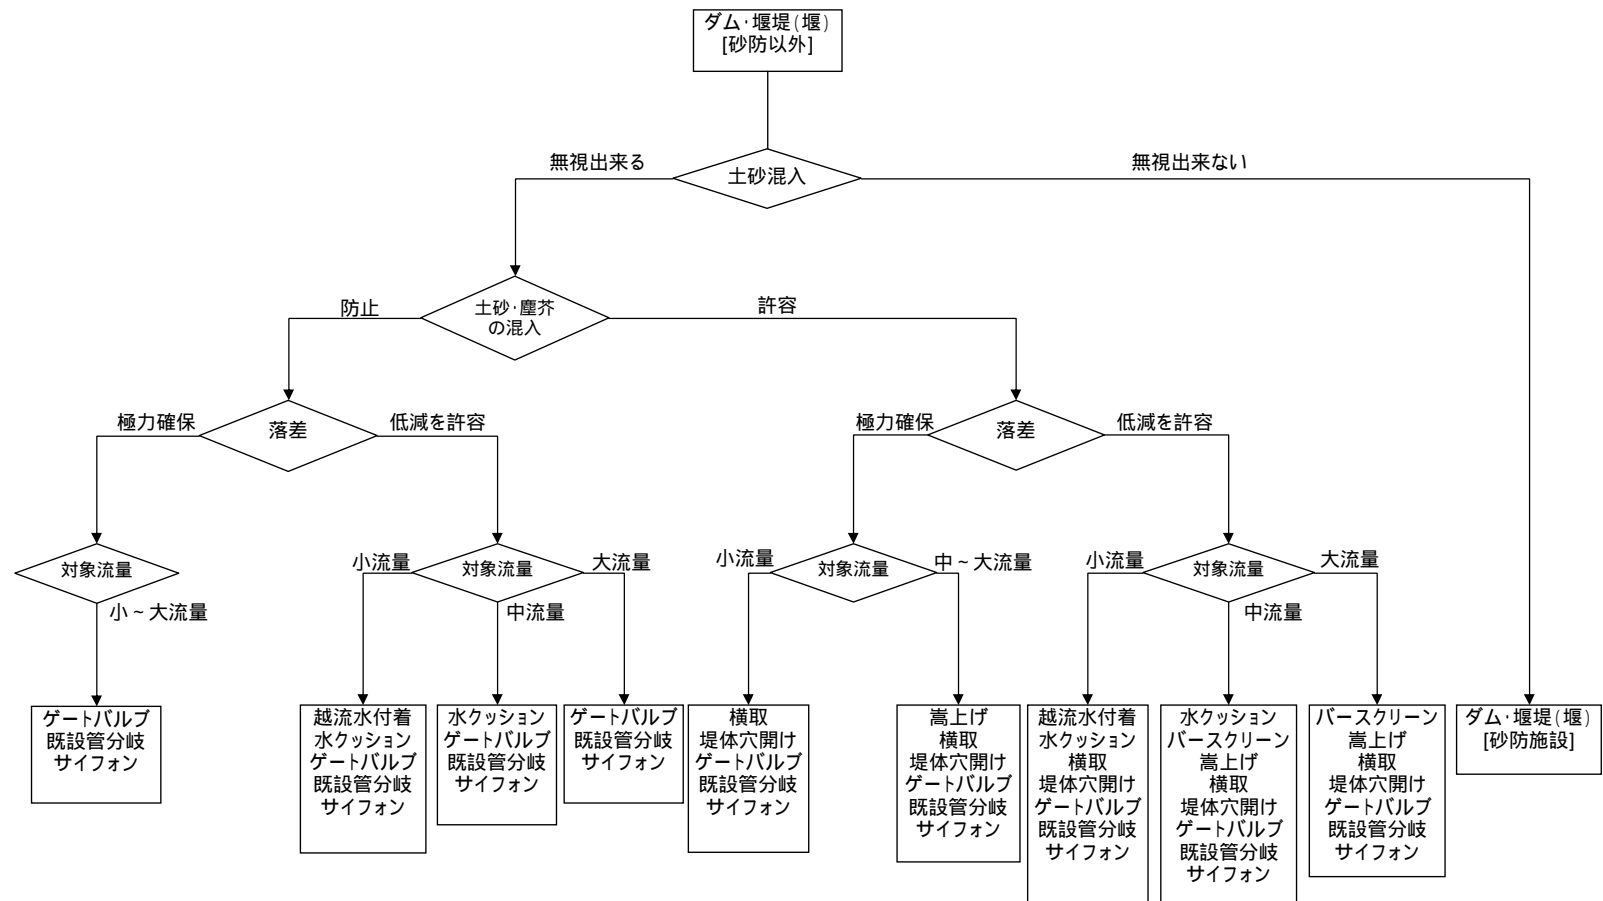 ダム・堰堤(堰)
[砂防以外]
無視出来る
土砂混入
無視出来ない
防止
土砂・塵芥
の混入
許容
極力確保
落差
低減を許容
極力確保
落差
低減を許容
対象流量
小~大流量
小流量
対象流量
大流量
中流量
小流量
対象流量
中~大流量
小流量
対象流量
大流量
中流量
ゲートバルブ
既設管分岐
サイフォン
越流水付着
水クッション
ゲートバルブ
既設管分岐
サイフォン
水クッション
ゲートバルブ
既設管分岐
サイフォン
ゲートバルブ
既設管分岐
サイフォン
横取
堤体穴開け
ゲートバルブ
既設管分岐
サイフォン
嵩上げ
横取
堤体穴開け
ゲートバルブ
既設管分岐
サイフォン
越流水付着
水クッション
横取
堤体穴開け
ゲートバルブ
既設管分岐
サイフォン
水クッション
バースクリーン
嵩上げ
横取
堤体穴開け
ゲートバルブ
既設管分岐
サイフォン
バースクリーン
嵩上げ
横取
堤体穴開け
ゲートバルブ
既設管分岐
サイフォン
ダム・堰堤(堰)
[砂防施設]